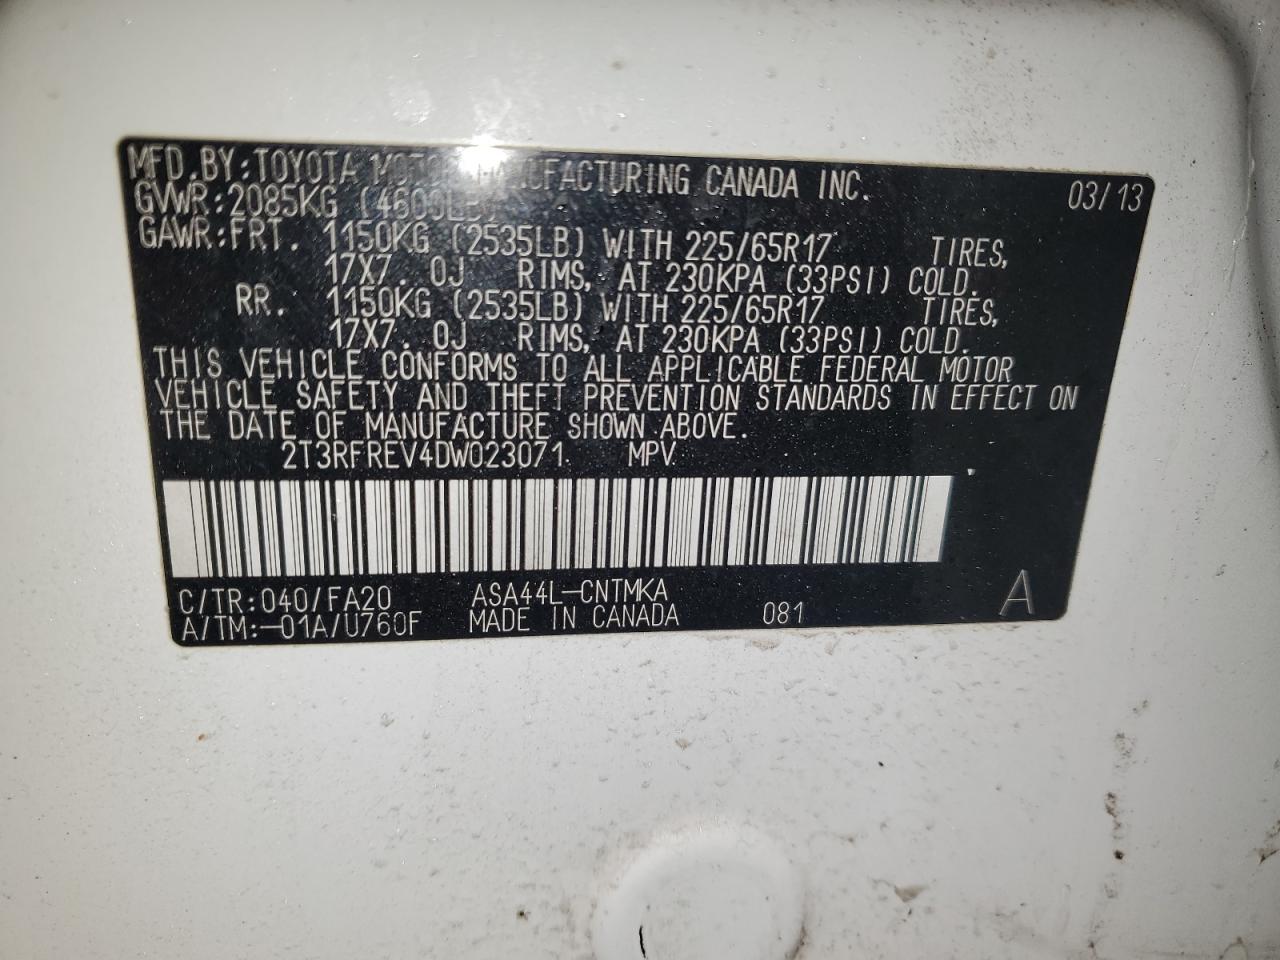 MFD.BY:TOYOTA MOTOR MANUFACTURING CANADA INC. 03/13
GVWR:2085KG (4600LB)
GAWR:FRT. 1150KG (2535LB) WITH 225/65R17 TIRES,
17X7.0J RIMS, AT 230KPA (33PSI) COLD.
RR. 1150KG (2535LB) WITH 225/65R17 TIRES,
17X7.0J RIMS, AT 230KPA (33PSI) COLD.
THIS VEHICLE CONFORMS TO ALL APPLICABLE FEDERAL MOTOR
VEHICLE SAFETY AND THEFT PREVENTION STANDARDS IN EFFECT ON
THE DATE OF MANUFACTURE SHOWN ABOVE.
2T3RFREV4DW023071 MPV
C/TR:040/FA20 ASA44L-CNTMKA
A/TM:-01A/U760F MADE IN CANADA 081 A